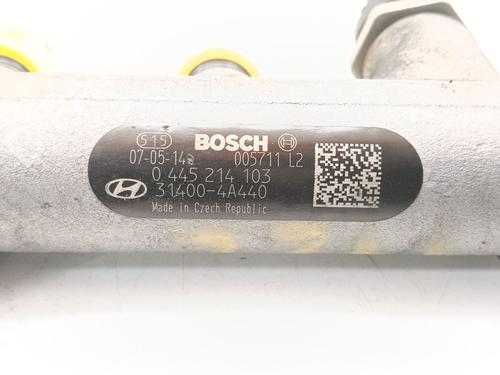 515 BOSCH
07-05-14 005711 L2
0 445 214 103
31400-4A440
Made in Czech Republic